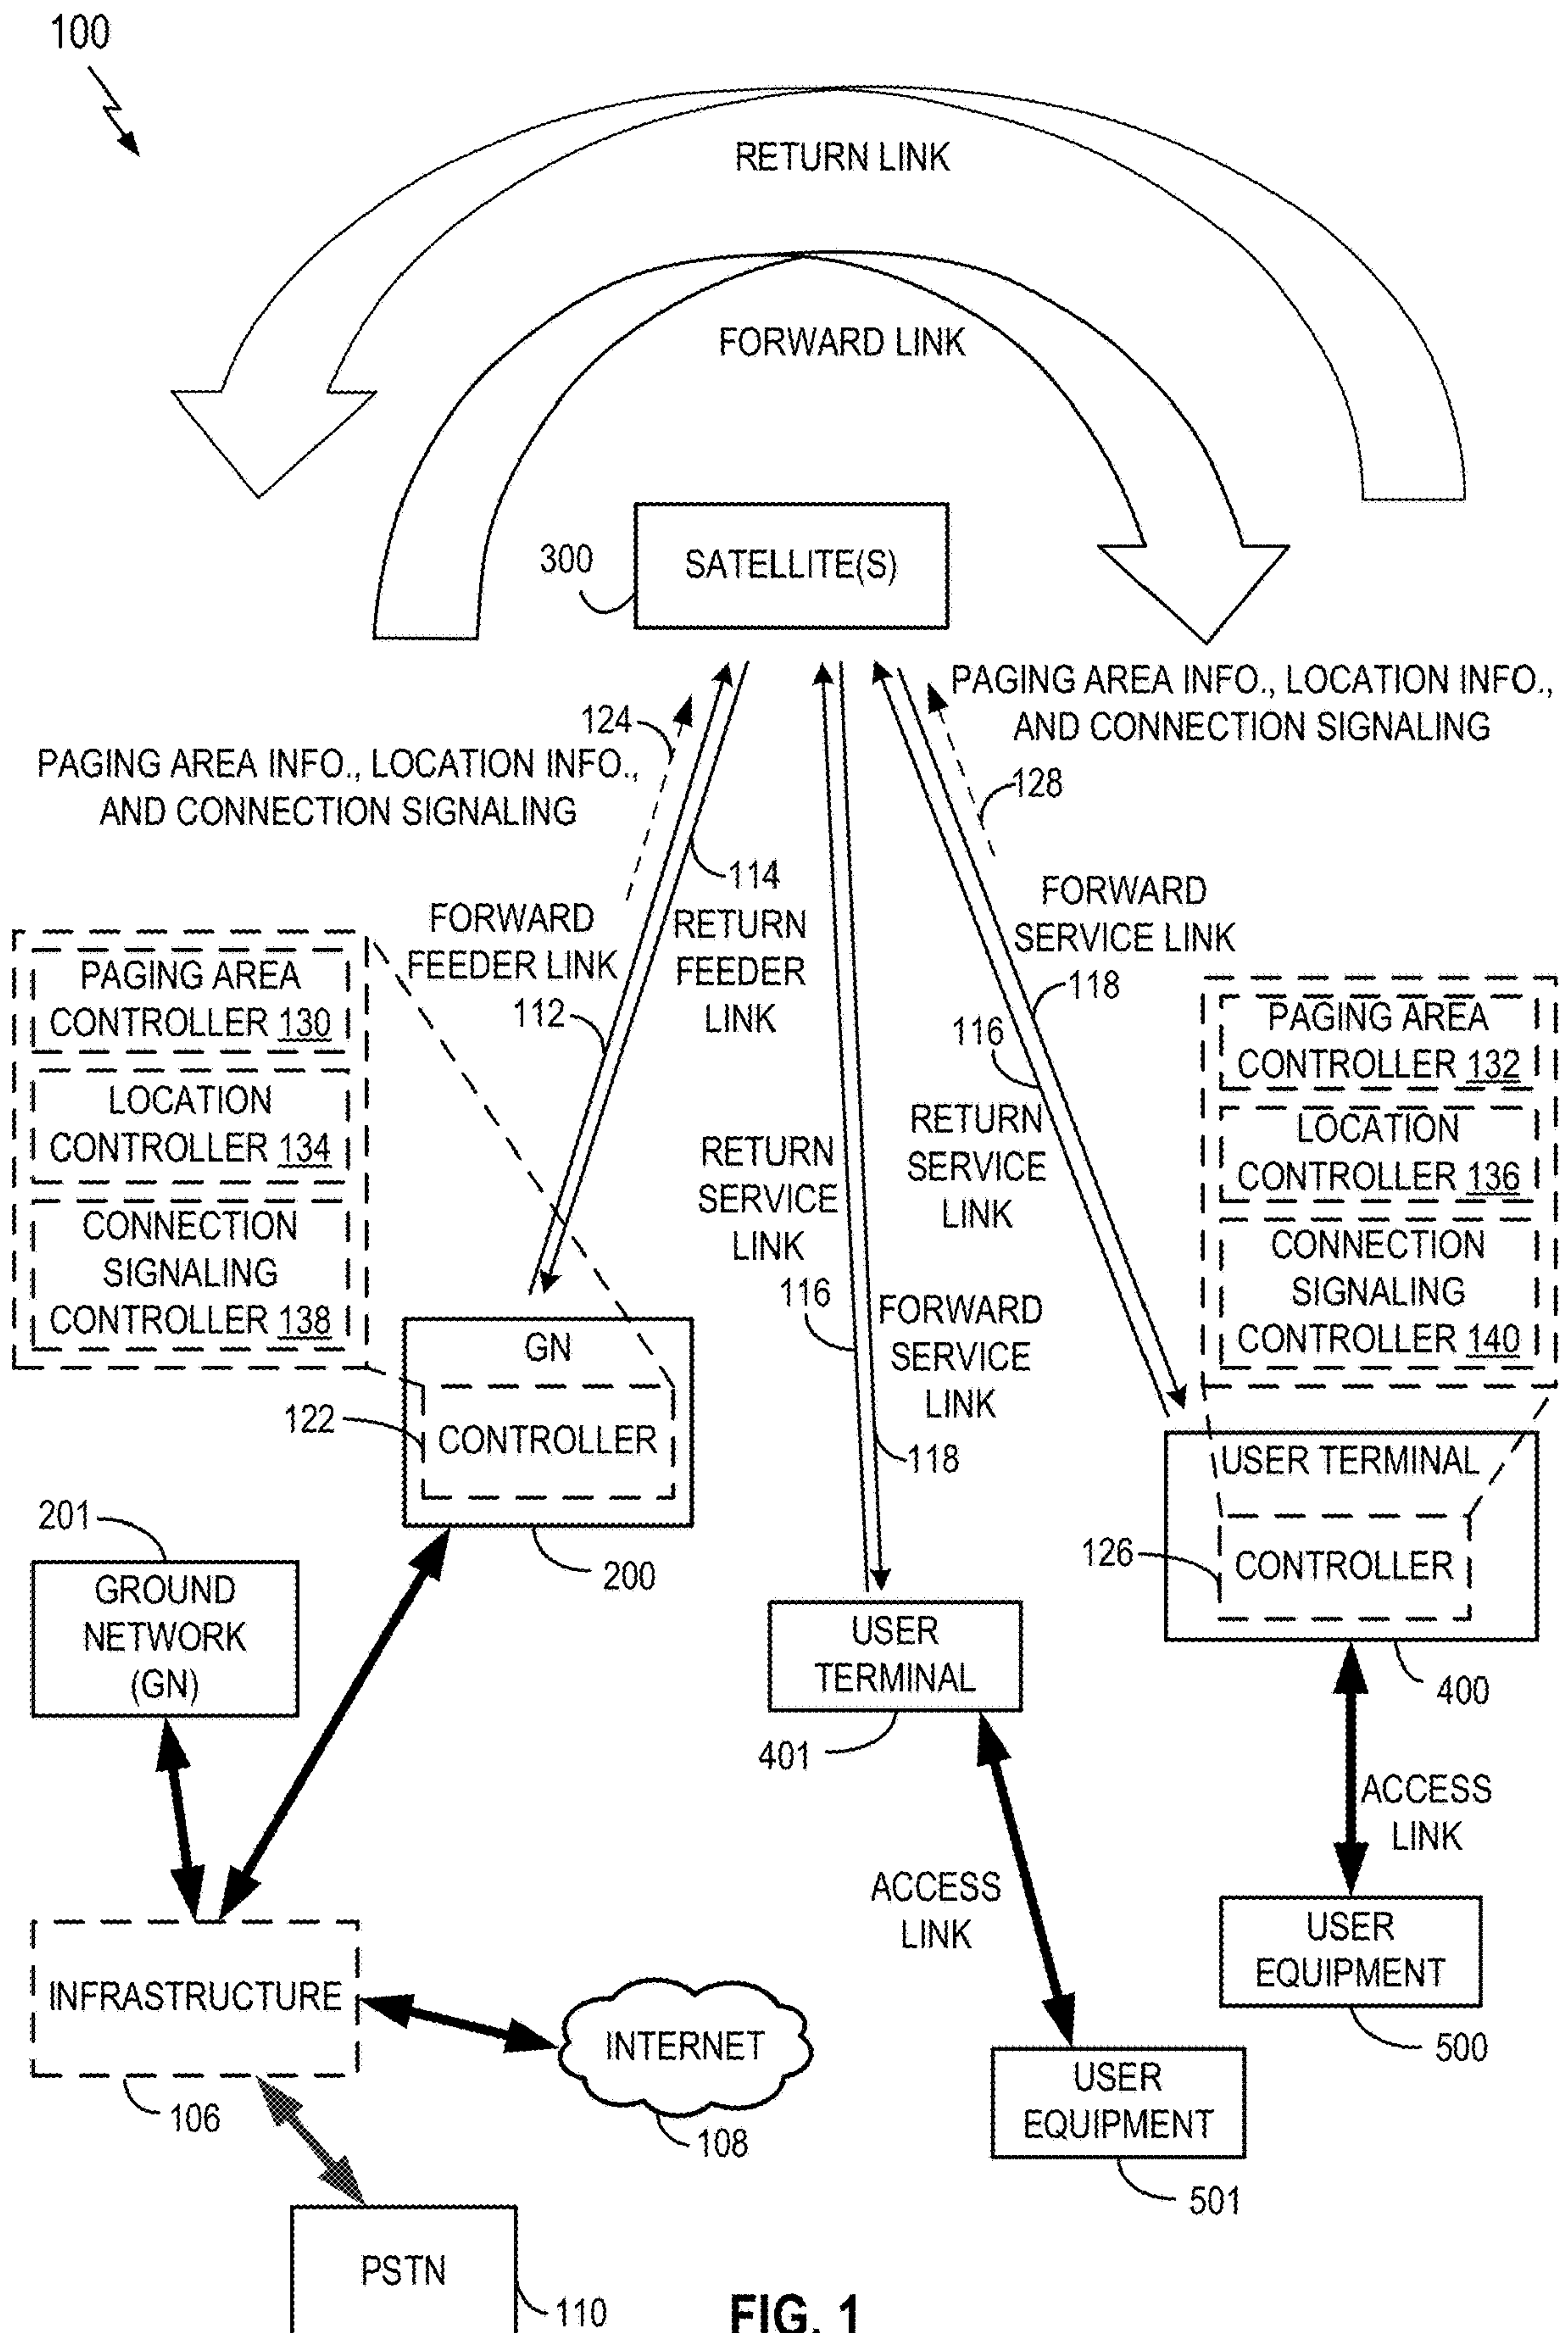 100
RETURN LINK
FORWARD LINK
300
SATELLITE(S)
PAGING AREA INFO., LOCATION INFO.,
AND CONNECTION SIGNALING
128
124
PAGING AREA INFO., LOCATION INFO.,
AND CONNECTION SIGNALING
114
FORWARD
FEEDER LINK
112
RETURN
FEEDER
LINK
FORWARD
SERVICE LINK
118
116
RETURN
SERVICE
LINK
RETURN
SERVICE
LINK
116
FORWARD
SERVICE
LINK
118
PAGING AREA
CONTROLLER 130
LOCATION
CONTROLLER 134
CONNECTION
SIGNALING
CONTROLLER 138
PAGING AREA
CONTROLLER 132
LOCATION
CONTROLLER 136
CONNECTION
SIGNALING
CONTROLLER 140
GN
CONTROLLER
122
200
USER TERMINAL
CONTROLLER
126
400
201
GROUND
NETWORK
(GN)
USER
TERMINAL
401
ACCESS
LINK
ACCESS
LINK
USER
EQUIPMENT
500
USER
EQUIPMENT
501
INFRASTRUCTURE
106
INTERNET
108
PSTN
110
FIG. 1